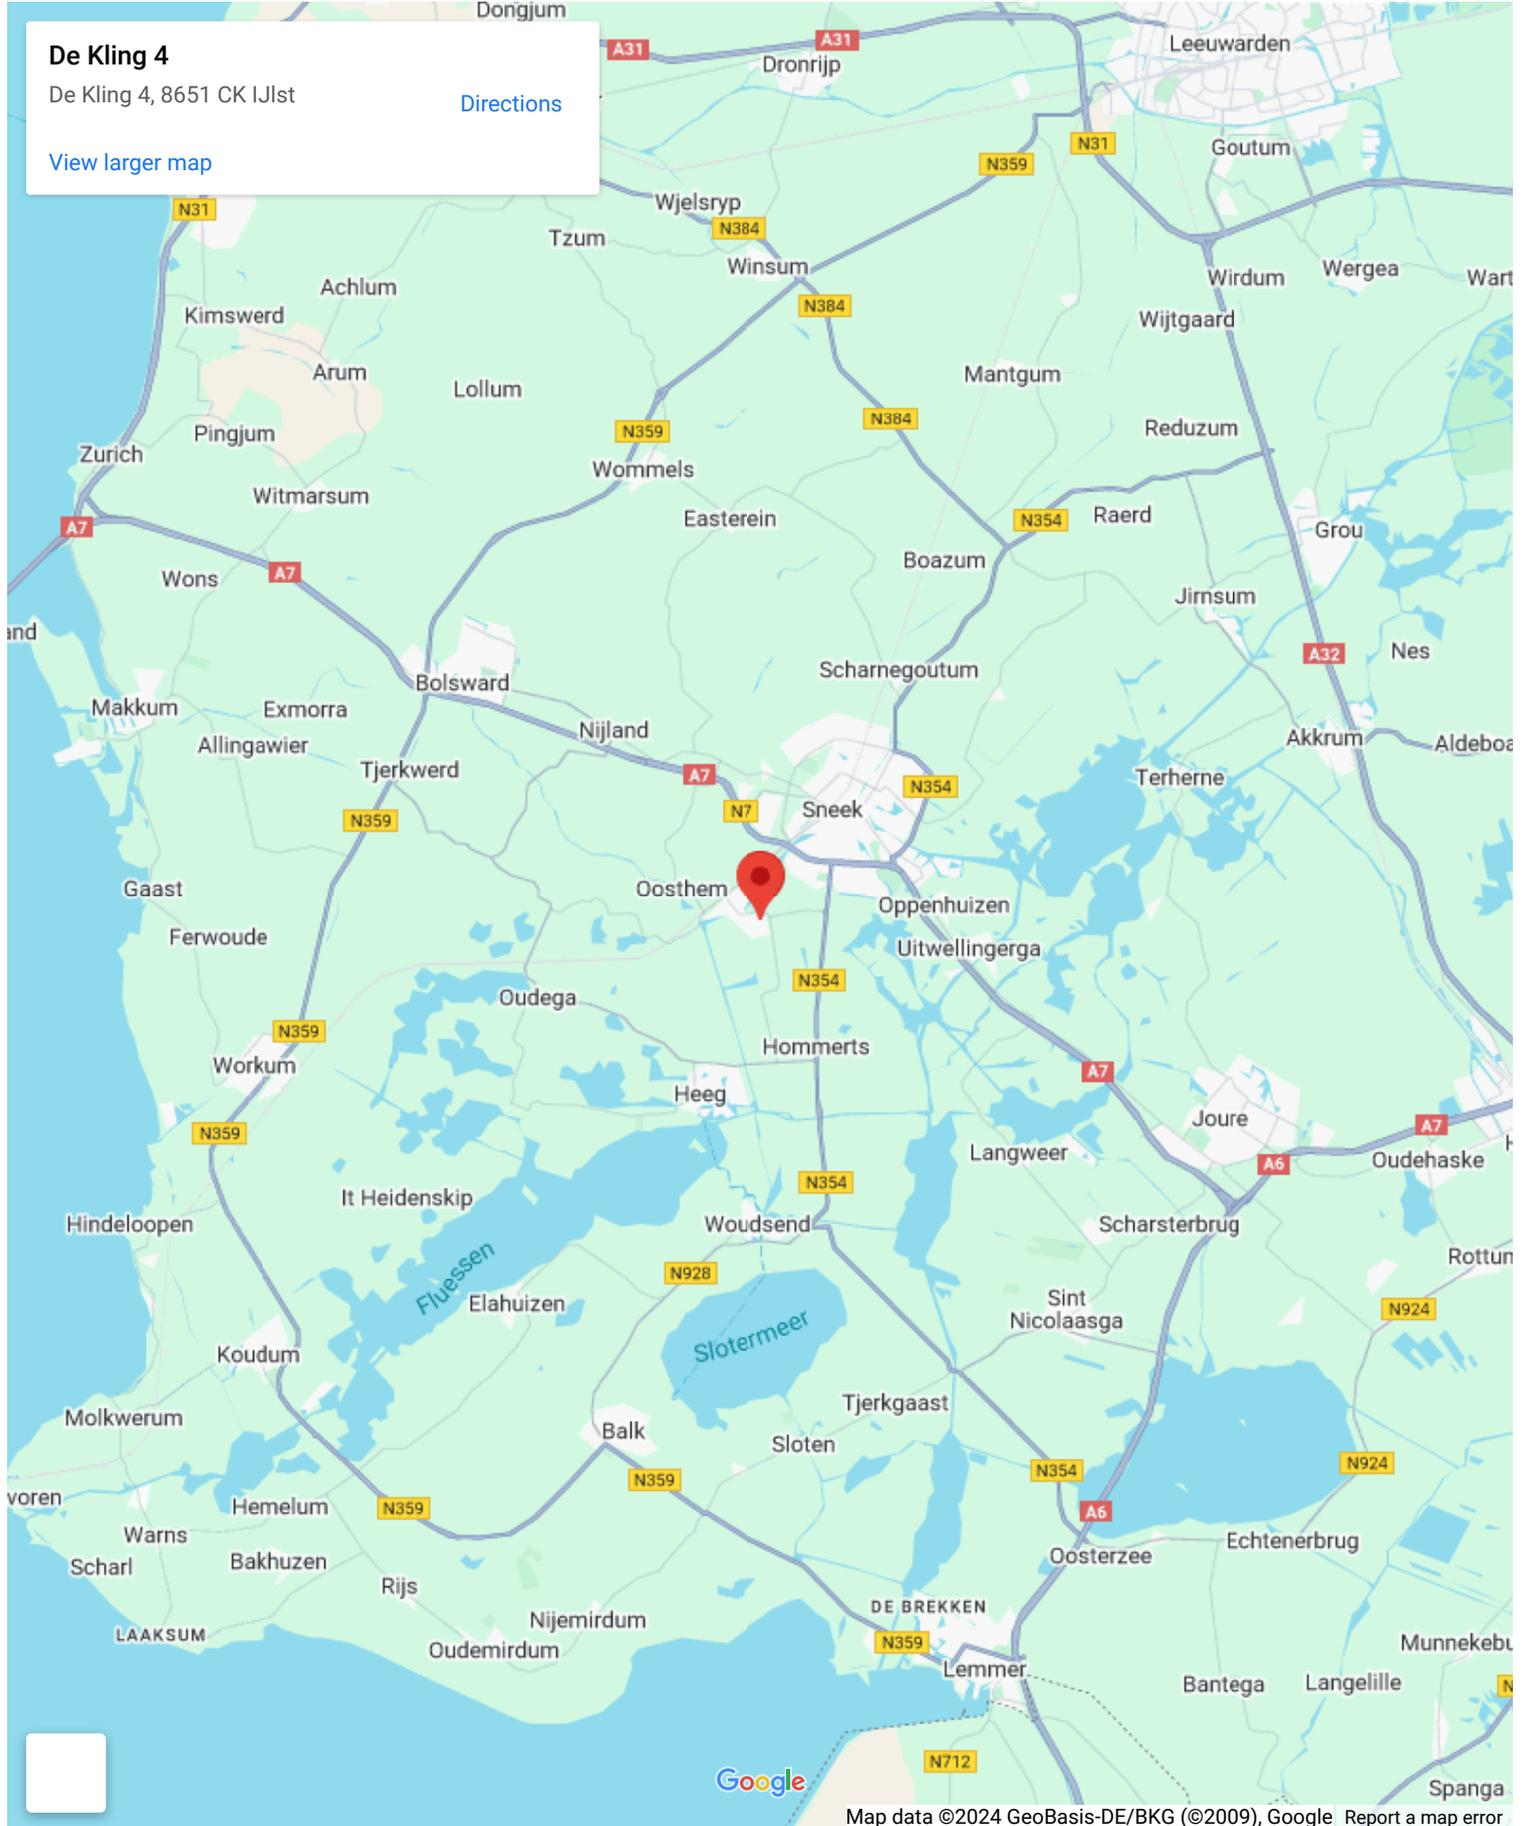 Dongjum
De Kling 4
De Kling 4, 8651 CK IJlst
Directions
View larger map
A31
A31
Dronrijp
Leeuwarden
N31
Goutum
N359
Wjelsryp
N31
N384
Tzum
Winsum
Wirdum
Wergea
Wart
Achlum
Kimswerd
N384
Wijtgaard
Arum
Lollum
Mantgum
N384
Reduzum
Pingjum
N359
Zurich
Wommels
Witmarsum
Easterein
N354
Raerd
A7
Grou
Boazum
A7
Wons
Jirnsum
and
A32
Nes
Scharnegoutum
Bolsward
Makkum
Exmorra
Nijland
Akkrum
Aldeboa
Allingawier
Tjerkwerd
A7
Terherne
N354
N7
Sneek
N359
Gaast
Oosthem
Oppenhuizen
Ferwoude
Uitwellingerga
N354
Oudega
N359
Hommerts
Workum
A7
Heeg
Joure
A7
N359
Langweer
A6
Oudehaske
H
N354
It Heidenskip
Hindeloopen
Woudsend
Scharsterbrug
Rottum
Fluessen
N928
Elahuizen
Sint
Nicolaasga
N924
Slotermeer
Koudum
Tjerkgaast
Molkwerum
Balk
Sloten
N924
N354
N359
voren
Hemelum
N359
A6
Warns
Echtenerbrug
Oosterzee
Scharl
Bakhuzen
Rijs
DE BREKKEN
Nijemirdum
LAAKSUM
N359
Oudemirdum
Munnekebu
Lemmer
Bantega
Langelille
N
N712
Google
Spanga
Map data ©2024 GeoBasis-DE/BKG (©2009), Google
Report a map error